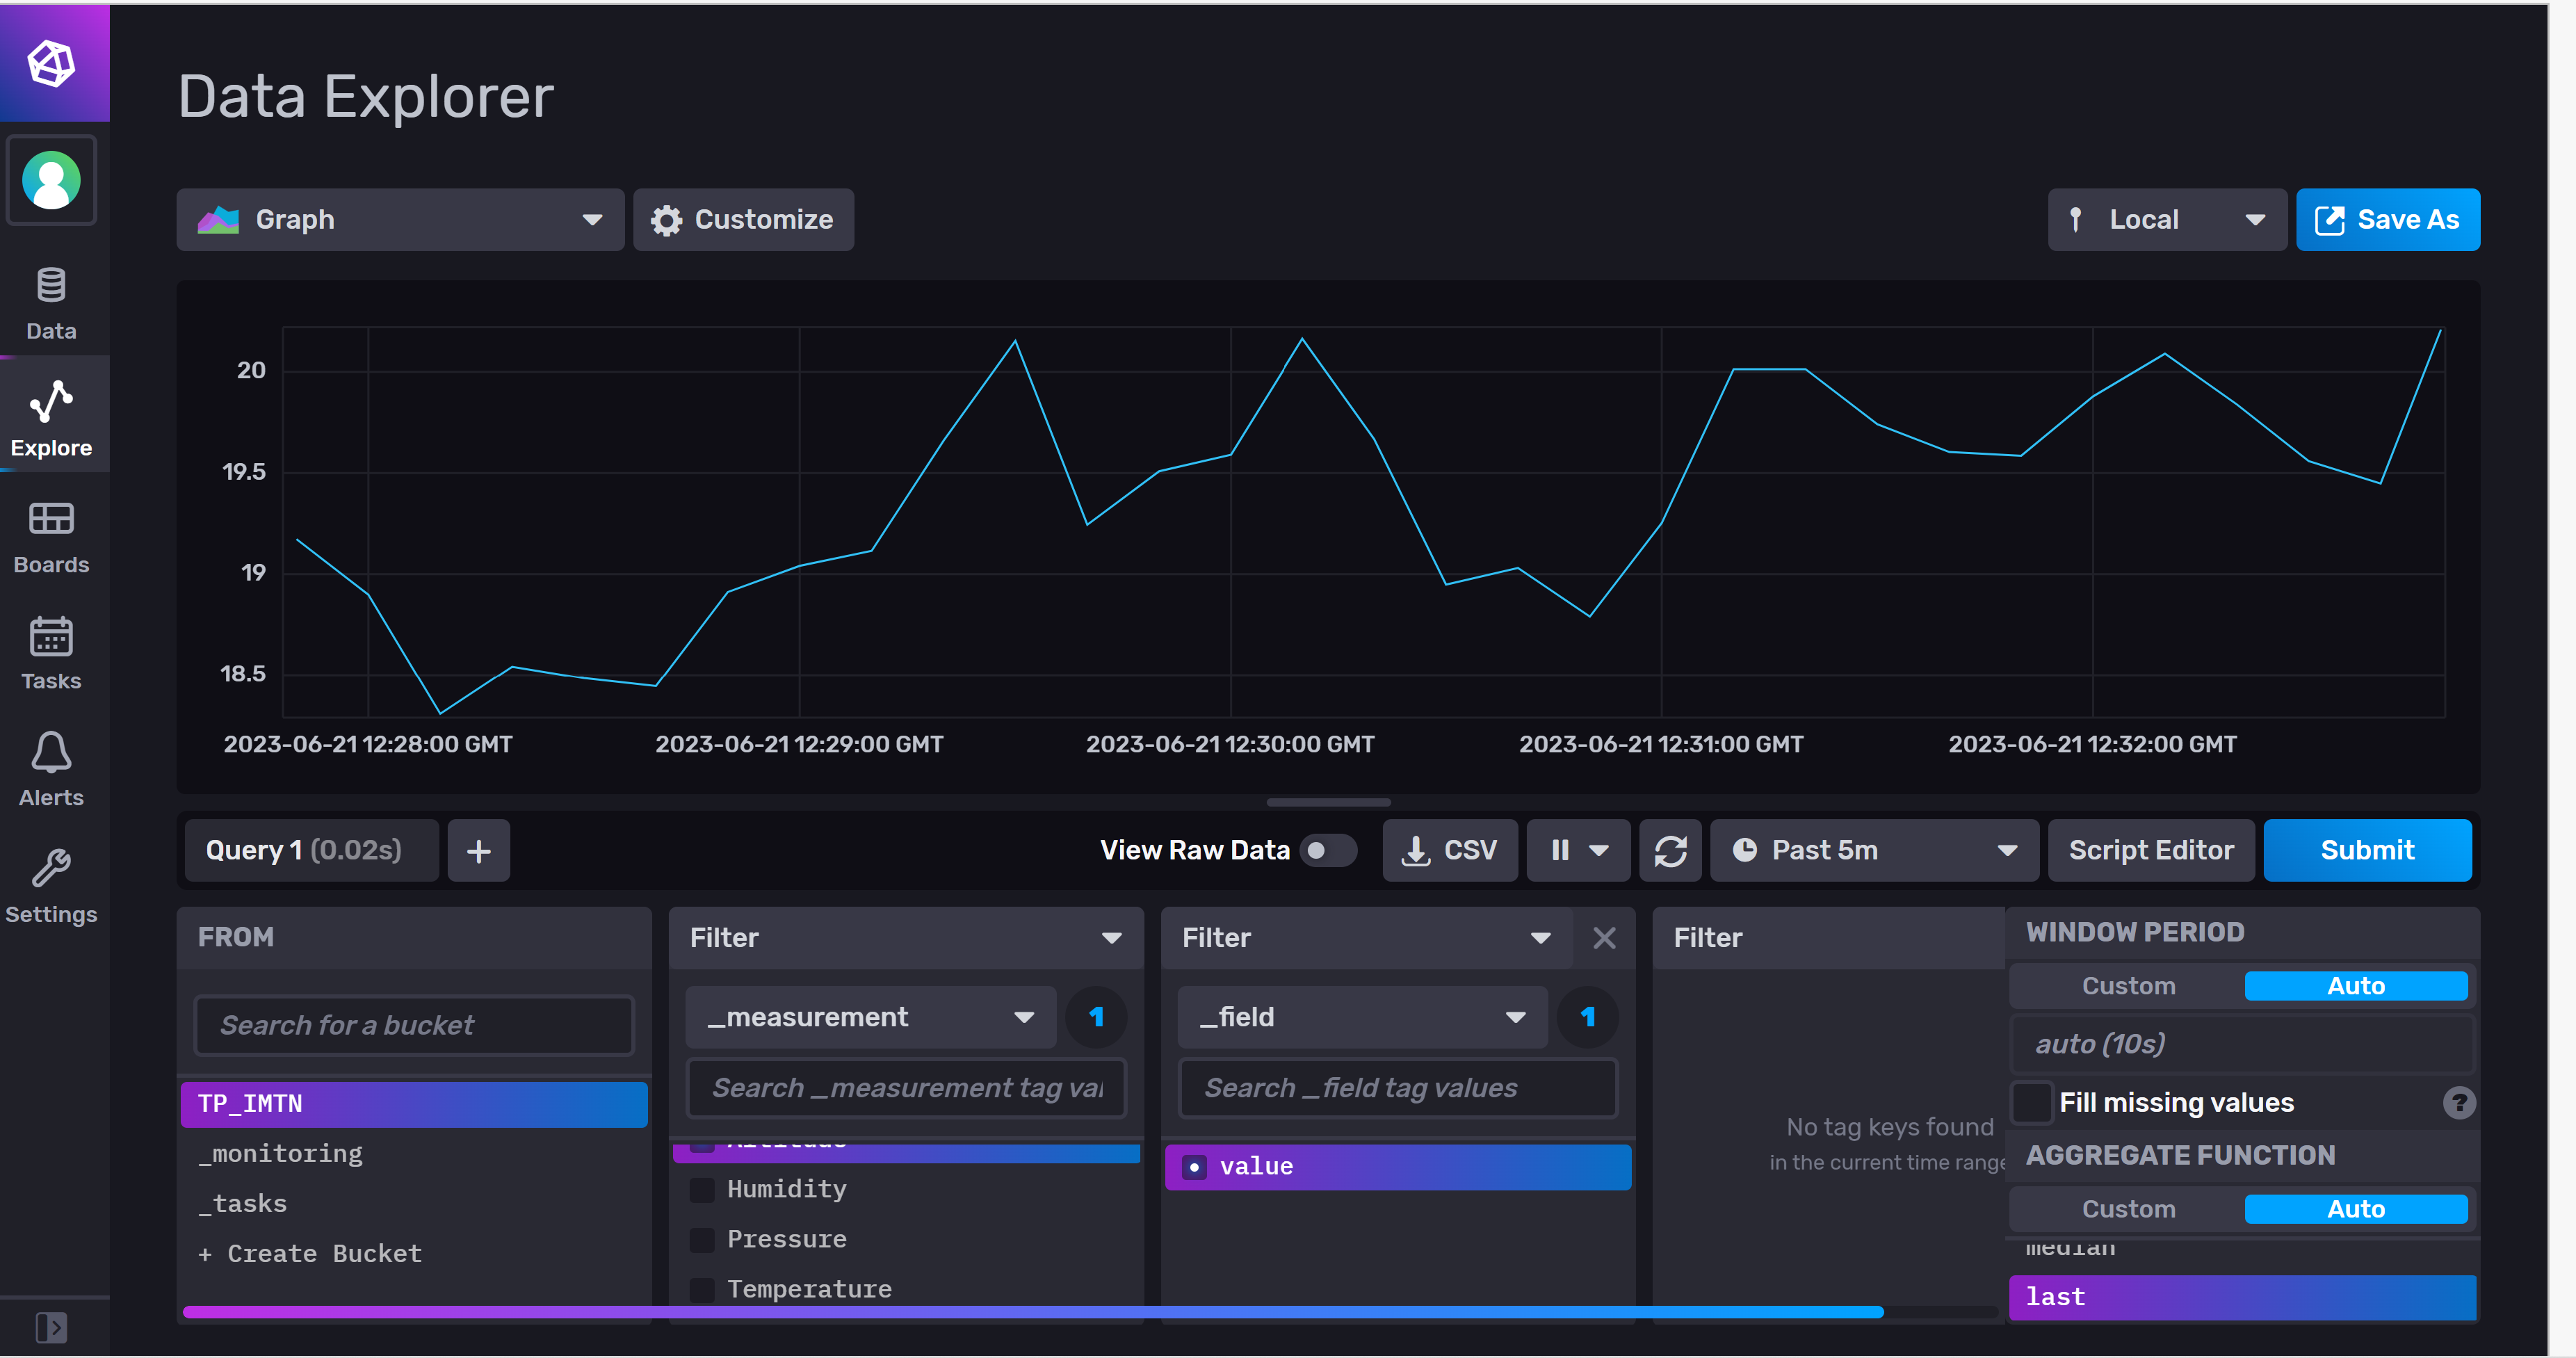 Data Explorer
Graph
Customize
Local
Save As
Data
Explore
Boards
Tasks
Alerts
Settings
20
19.5
19
18.5
2023-06-21 12:28:00 GMT
2023-06-21 12:29:00 GMT
2023-06-21 12:30:00 GMT
2023-06-21 12:31:00 GMT
2023-06-21 12:32:00 GMT
Query 1 (0.02s)
+
View Raw Data
CSV
Past 5m
Script Editor
Submit
FROM
Search for a bucket
TP_IMTN
_monitoring
_tasks
+ Create Bucket
Filter
_measurement
1
Search _measurement tag val
Altitude
Humidity
Pressure
Temperature
Filter
_field
1
Search _field tag values
value
Filter
No tag keys found
in the current time range
WINDOW PERIOD
Custom
Auto
auto (10s)
Fill missing values
?
AGGREGATE FUNCTION
Custom
Auto
median
last